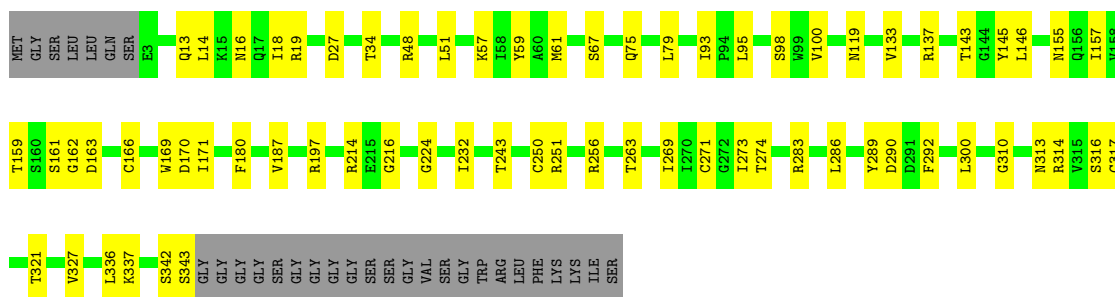 MET GLY SER LEU LEU GLN SER E3 Q13 L14 K15 N16 Q17 I18 R19 D27 T34 R48 L51 K57 I58 Y59 A60 M61 S67 Q75 L79 I93 P94 L95 S98 W99 V100 N119 V133 R137 T143 G144 Y145 L146 N155 Q156 I157 V158
T159 S160 S161 G162 D163 C166 W169 D170 I171 F180 V187 R197 R214 E215 G216 G224 I232 T243 C250 R251 R256 T263 I269 I270 C271 G272 I273 T274 R283 L286 Y289 D290 D291 F292 L300 G310 N313 R314 V315 S316 G317
T321 V327 L336 K337 S342 S343 GLY GLY GLY GLY SER GLY GLY GLY GLY SER SER GLY VAL SER GLY TRP ARG LEU PHE LYS LYS ILE SER